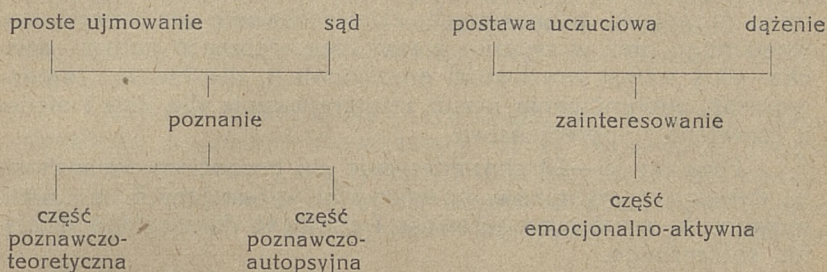 proste ujmowanie sąd postawa uczuciowa dążenie
poznanie zainteresowanie
część
poznawczo-
teoretyczna
część
poznawczo-
autopsyjna
część
emocjonalno-aktywna